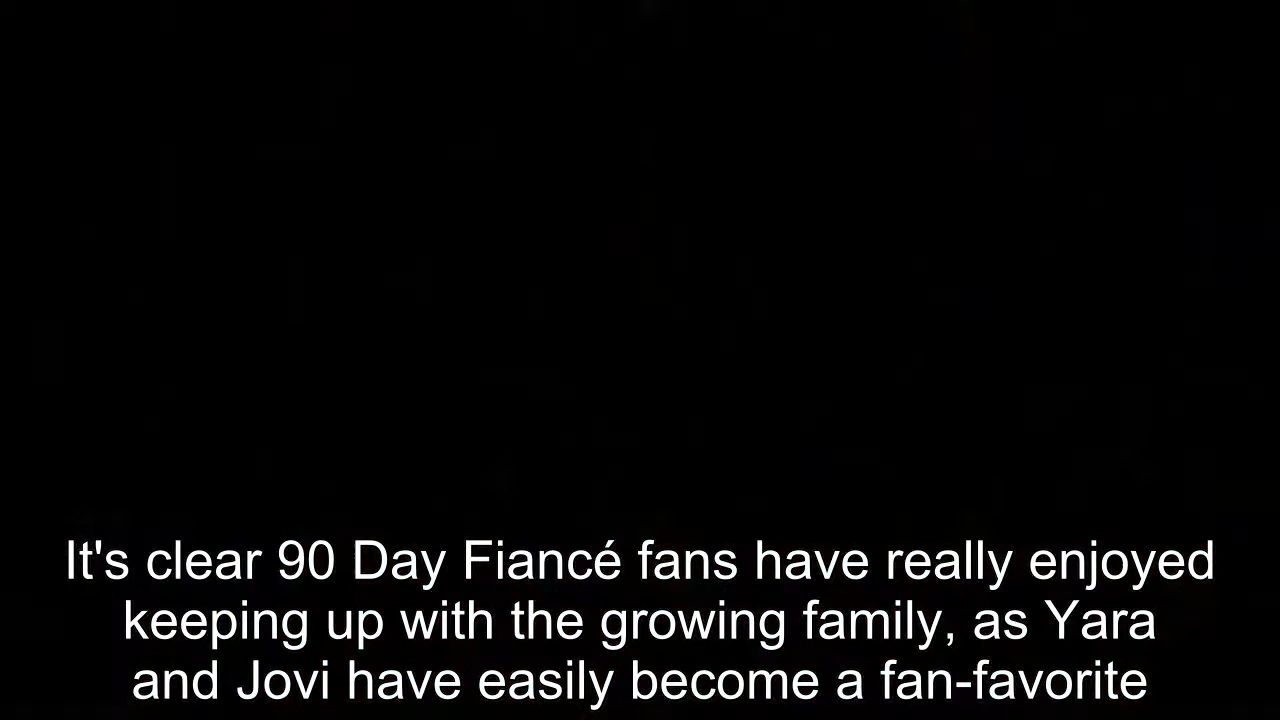 It's clear 90 Day Fiancé fans have really enjoyed
keeping up with the growing family, as Yara
and Jovi have easily become a fan-favorite